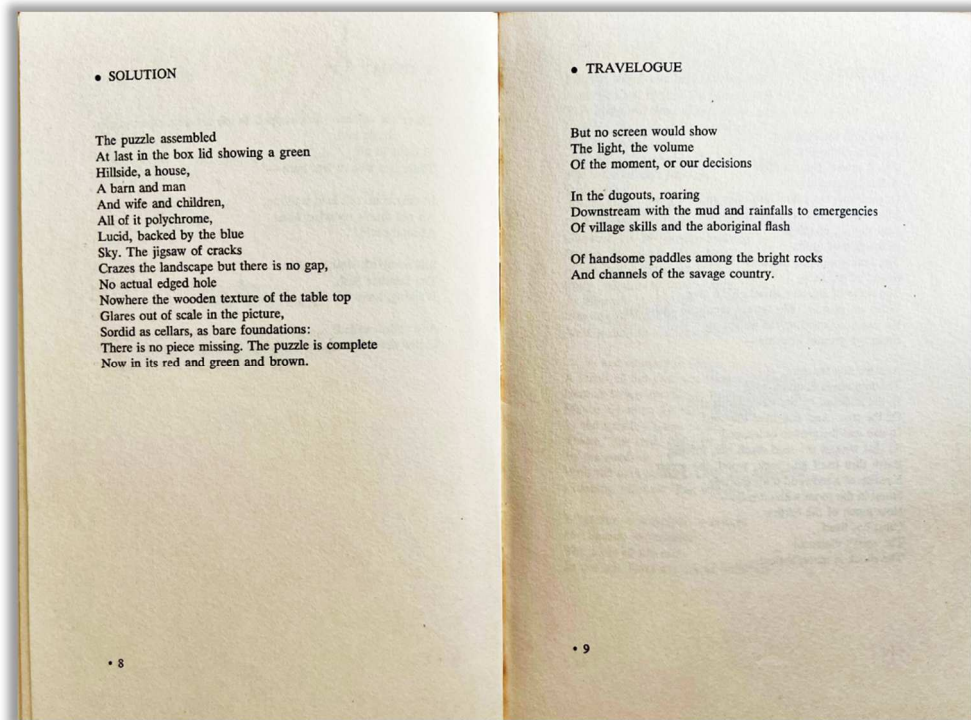 • SOLUTION
The puzzle assembled
At last in the box lid showing a green
Hillside, a house,
A barn and man
And wife and children,
All of it polychrome,
Lucid, backed by the blue
Sky. The jigsaw of cracks
Crazes the landscape but there is no gap,
No actual edged hole
Nowhere the wooden texture of the table top
Glares out of scale in the picture,
Sordid as cellars, as bare foundations:
There is no piece missing. The puzzle is complete
Now in its red and green and brown.
• 8
• TRAVELOGUE
But no screen would show
The light, the volume
Of the moment, or our decisions
In the dugouts, roaring
Downstream with the mud and rainfalls to emergencies
Of village skills and the aboriginal flash
Of handsome paddles among the bright rocks
And channels of the savage country.
• 9